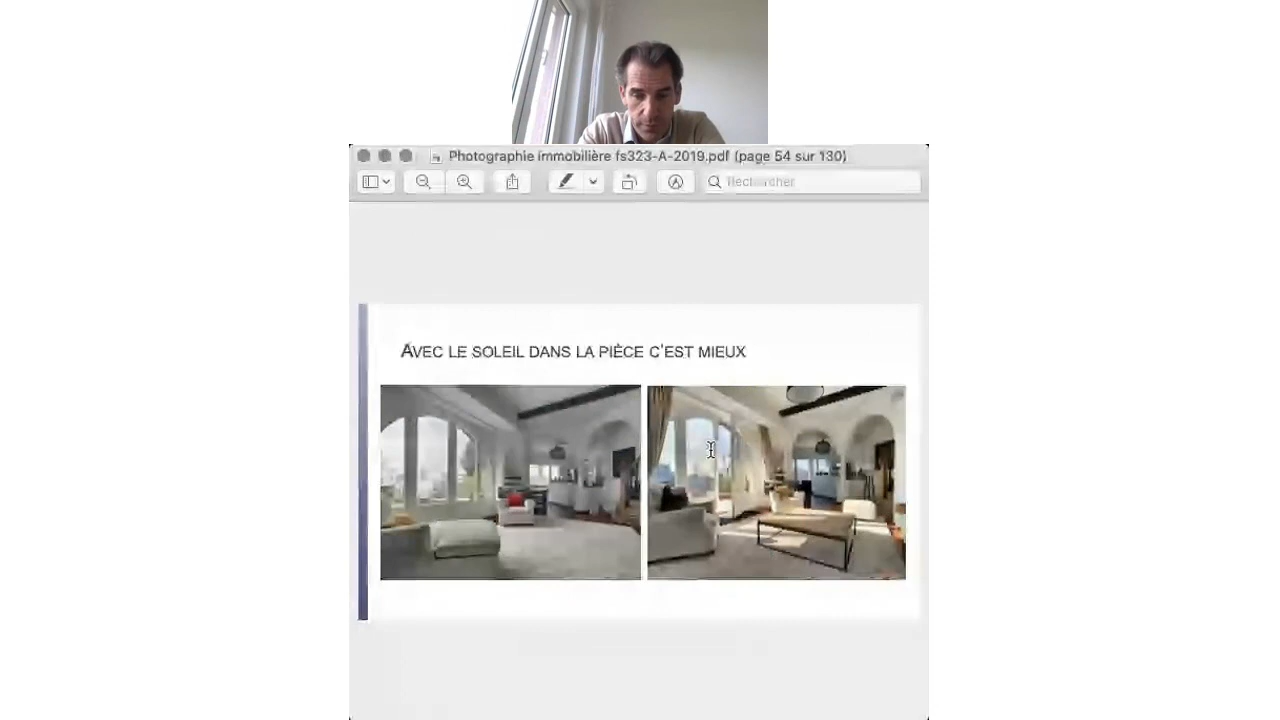 Photographie immobilière fs323-A-2019.pdf (page 54 sur 130)
Rechercher
AVEC LE SOLEIL DANS LA PIÈCE C'EST MIEUX